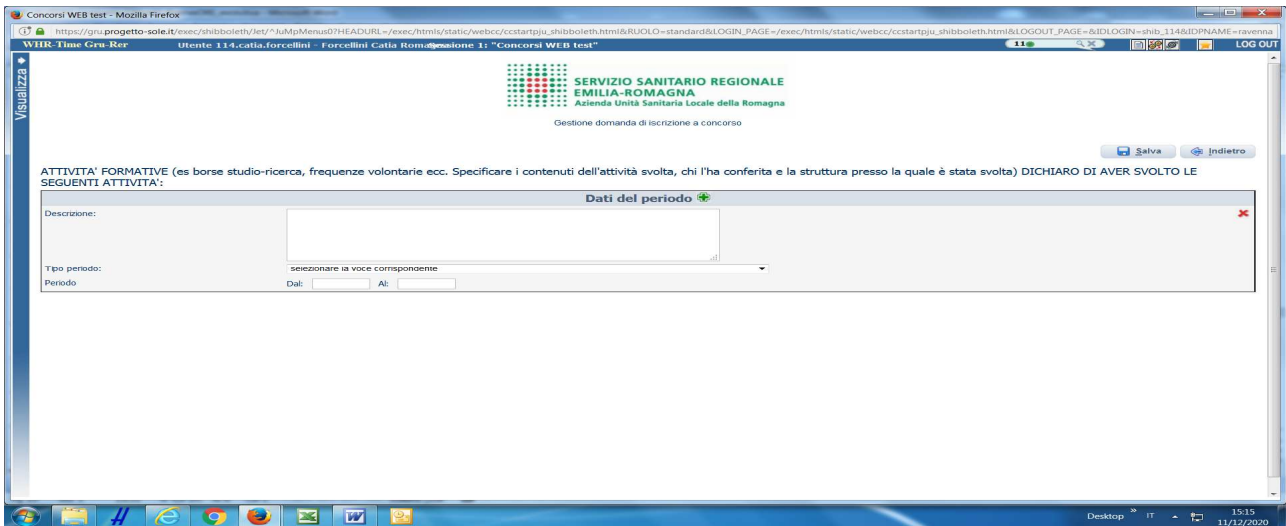 Concorsi WEB test - Mozilla Firefox
https://gru.progetto-sole.it/exec/shibboleth/Jet/^JuMpMenus0?HEADURL=/exec/htmls/static/webcc/ccstartpju_shibboleth.html&RUOLO=standard&LOGIN_PAGE=/exec/htmls/static/webcc/ccstartpju_shibboleth.html&LOGOUT_PAGE=&IDLOGIN=shib_114&IDPNAME=ravenna
WHR-Time Gru-Rer Utente 114.catia.forcellini - Forcellini Catia Sessione 1: "Concorsi WEB test" 11 LOG OUT
Visualizza
SERVIZIO SANITARIO REGIONALE
EMILIA-ROMAGNA
Azienda Unità Sanitaria Locale della Romagna
Gestione domanda di iscrizione a concorso
Salva Indietro
ATTIVITA' FORMATIVE (es borse studio-ricerca, frequenze volontarie ecc. Specificare i contenuti dell'attività svolta, chi l'ha conferita e la struttura presso la quale è stata svolta) DICHIARO DI AVER SVOLTO LE
SEGUENTI ATTIVITA':
Dati del periodo
Descrizione:
Tipo periodo: selezionare la voce corrispondente
Periodo Dal: Al:
Desktop » IT 15:15
11/12/2020